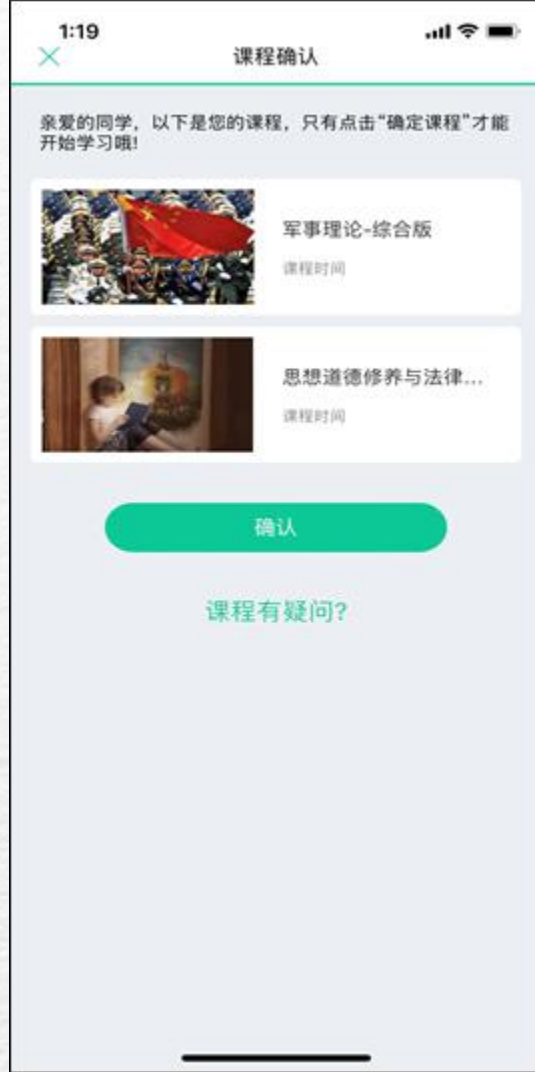 1:19
课程确认
亲爱的同学，以下是您的课程，只有点击“确定课程”才能
开始学习哦!
军事理论-综合版
课程时间
思想道德修养与法律...
课程时间
确认
课程有疑问?